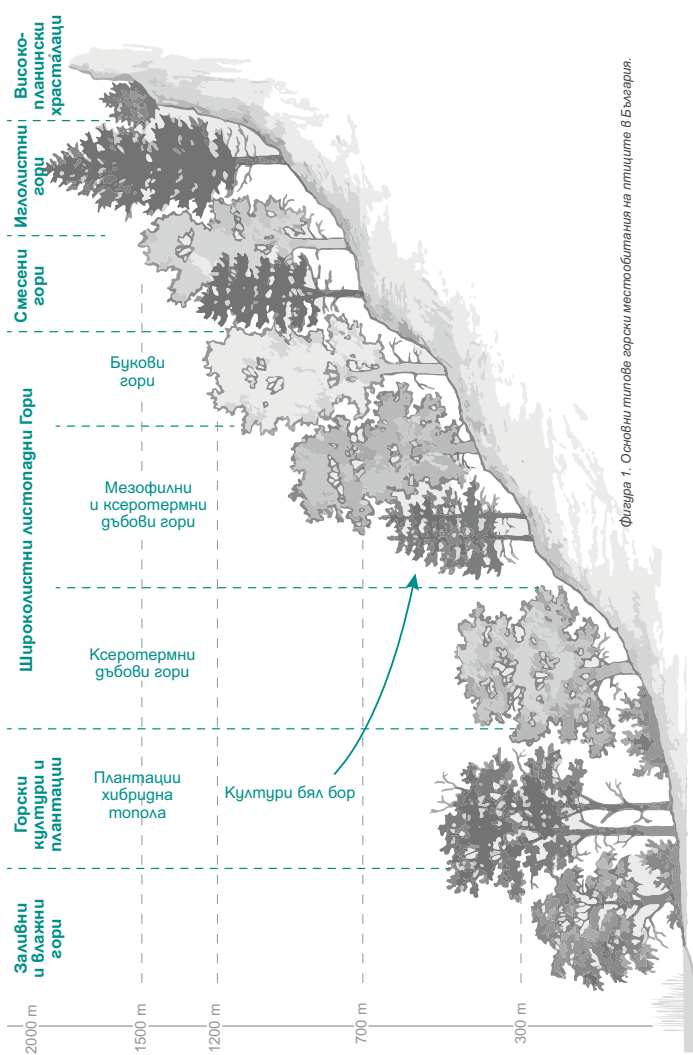 Високо-
планински
храсталаци
Иглолистни
гори
Смесени
гори
Широколистни листопадни Гори
Горски
култури и
плантации
Заливни
и влажни
гори
Букови
гори
Мезофилни
и ксеротермни
дъбови гори
Ксеротермни
дъбови гори
Плантации
хибридна
топола
Култури бял бор
2000 m
1500 m
1200 m
700 m
300 m
Фигура 1. Основни типове горски местообитания на птиците в България.